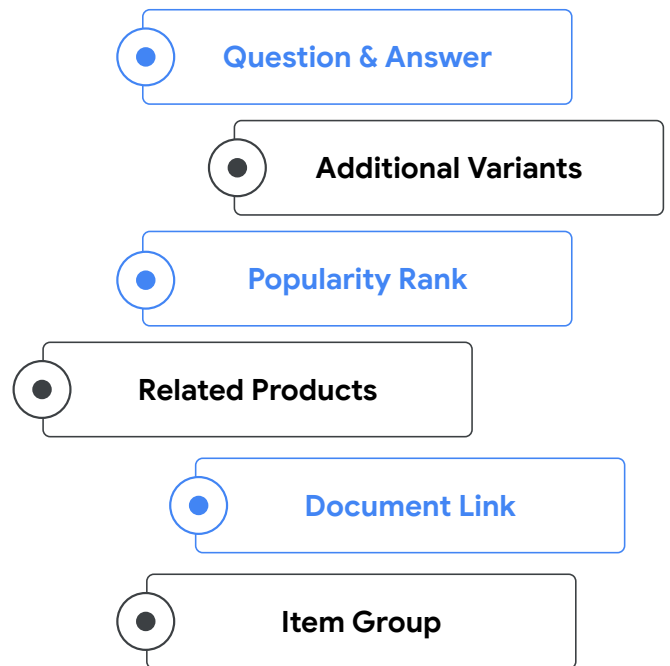 Question & Answer
Additional Variants
Popularity Rank
Related Products
Document Link
Item Group